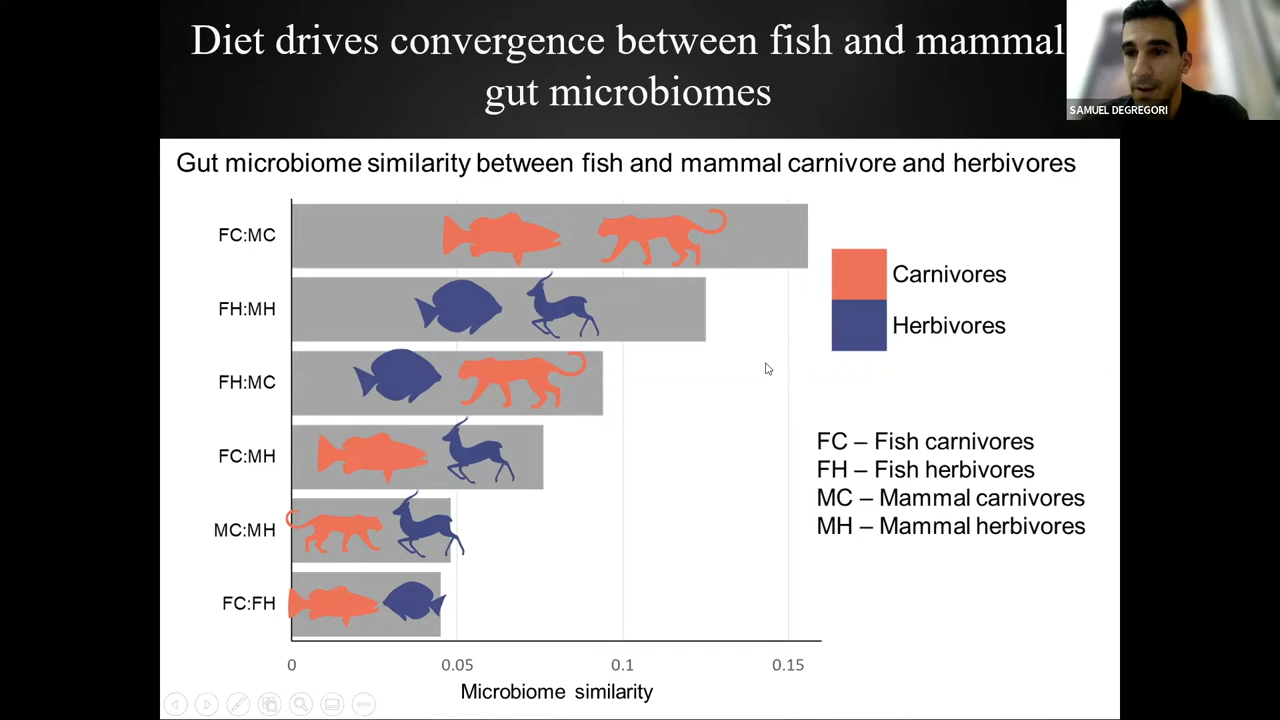 Diet drives convergence between fish and mammal
gut microbiomes
SAMUEL DEGREGORI
Gut microbiome similarity between fish and mammal carnivore and herbivores
FC:MC
FH:MH
FH:MC
FC:MH
MC:MH
FC:FH
0 0.05 0.1 0.15
Microbiome similarity
Carnivores
Herbivores
FC – Fish carnivores
FH – Fish herbivores
MC – Mammal carnivores
MH – Mammal herbivores